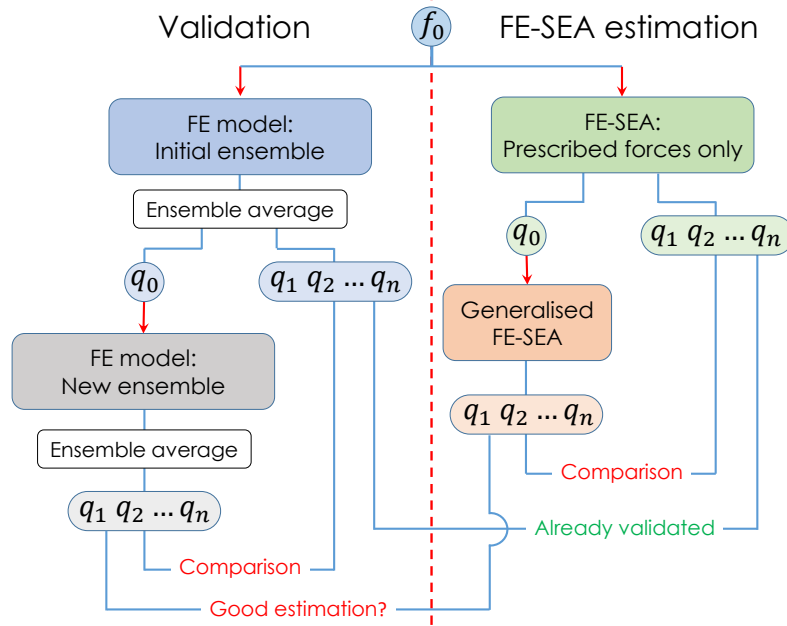 Validation
f₀
FE-SEA estimation
FE model:
Initial ensemble
FE-SEA:
Prescribed forces only
Ensemble average
q₀
q₁ q₂ … qₙ
q₀
q₁ q₂ … qₙ
Generalised
FE-SEA
FE model:
New ensemble
q₁ q₂ … qₙ
Ensemble average
Comparison
q₁ q₂ … qₙ
Already validated
Comparison
Good estimation?